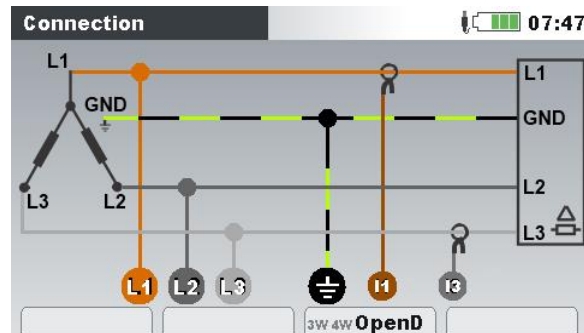 Connection 07:47
L1
L1
GND
GND
L3
L2
L2
L3
L1 L2 L3 I1 I3
3W 4W OpenD